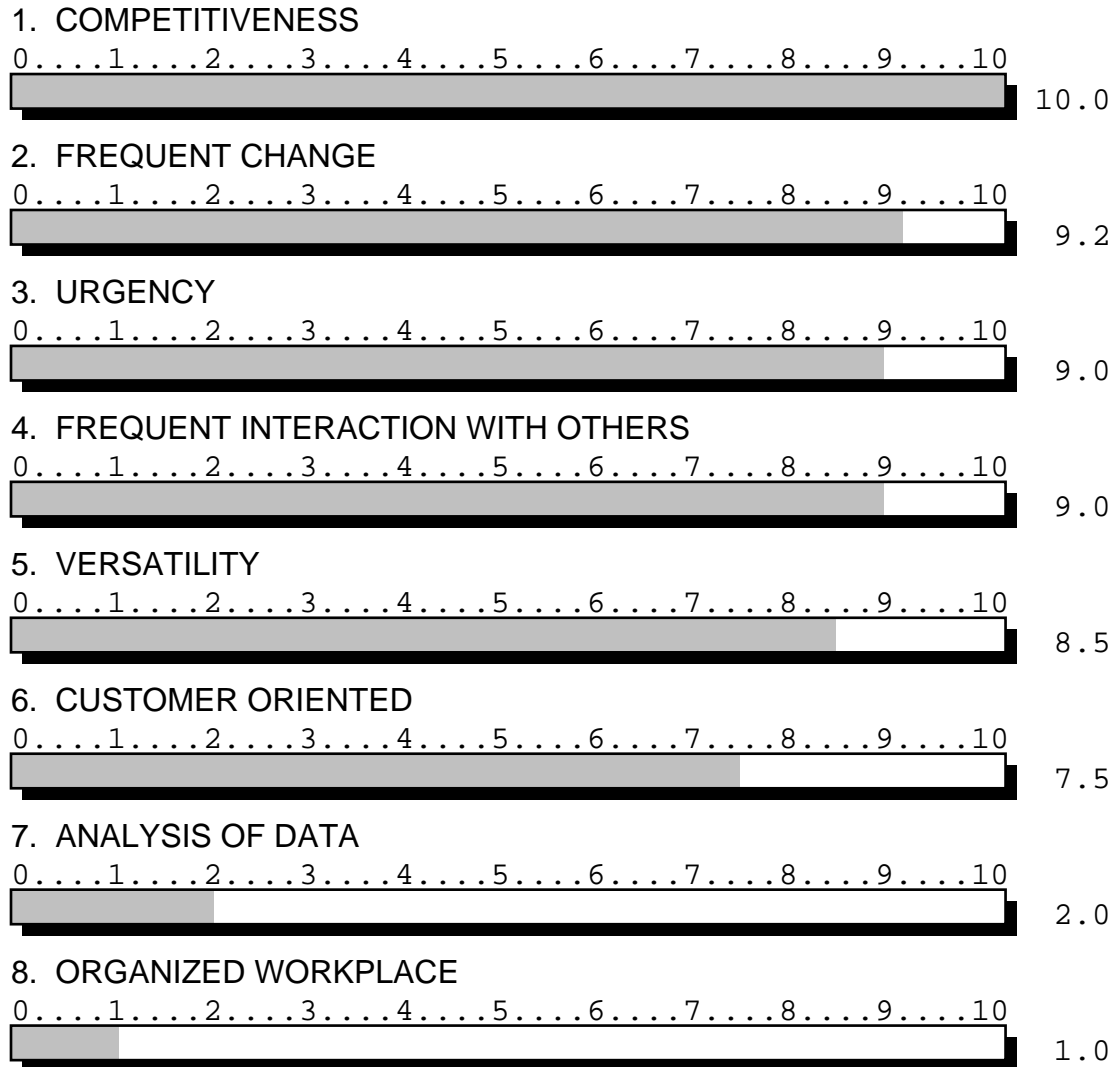 1. COMPETITIVENESS
0....1....2....3....4....5....6....7....8....9....10
10.0
2. FREQUENT CHANGE
0....1....2....3....4....5....6....7....8....9....10
9.2
3. URGENCY
0....1....2....3....4....5....6....7....8....9....10
9.0
4. FREQUENT INTERACTION WITH OTHERS
0....1....2....3....4....5....6....7....8....9....10
9.0
5. VERSATILITY
0....1....2....3....4....5....6....7....8....9....10
8.5
6. CUSTOMER ORIENTED
0....1....2....3....4....5....6....7....8....9....10
7.5
7. ANALYSIS OF DATA
0....1....2....3....4....5....6....7....8....9....10
2.0
8. ORGANIZED WORKPLACE
0....1....2....3....4....5....6....7....8....9....10
1.0